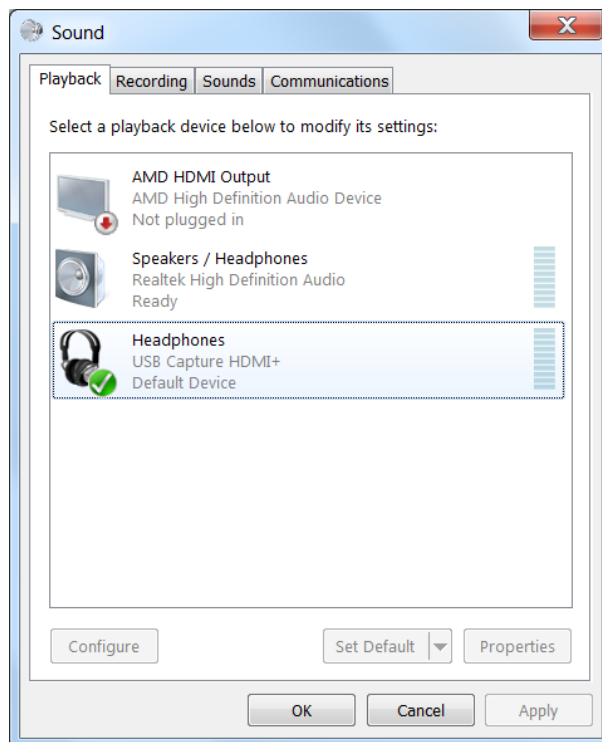 Sound
Playback Recording Sounds Communications
Select a playback device below to modify its settings:
AMD HDMI Output
AMD High Definition Audio Device
Not plugged in
Speakers / Headphones
Realtek High Definition Audio
Ready
Headphones
USB Capture HDMI+
Default Device
Configure Set Default Properties
OK Cancel Apply